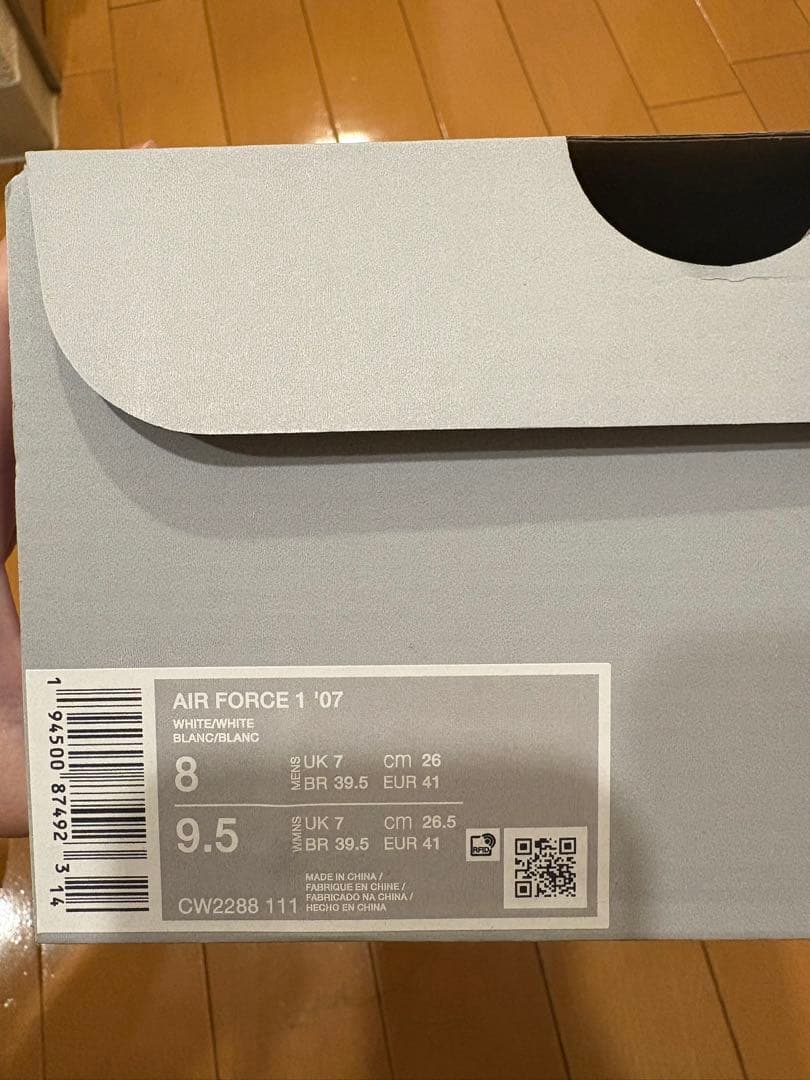 AIR FORCE 1 '07
WHITE/WHITE
BLANC/BLANC
8 MENS UK 7 cm 26
BR 39.5 EUR 41
9.5 WMNS UK 7 cm 26.5
BR 39.5 EUR 41
RFID
CW2288 111
MADE IN CHINA /
FABRIQUE EN CHINE /
FABRICADO NA CHINA /
HECHO EN CHINA
1 94500 87492 3 14